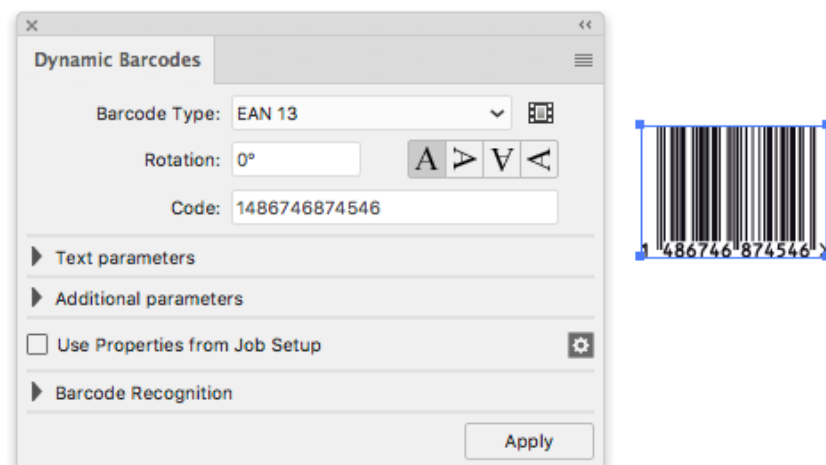 Dynamic Barcodes
Barcode Type: EAN 13
Rotation: 0° A A A A
Code: 1486746874546
Text parameters
Additional parameters
Use Properties from Job Setup
Barcode Recognition
Apply
1 486746 874546 >